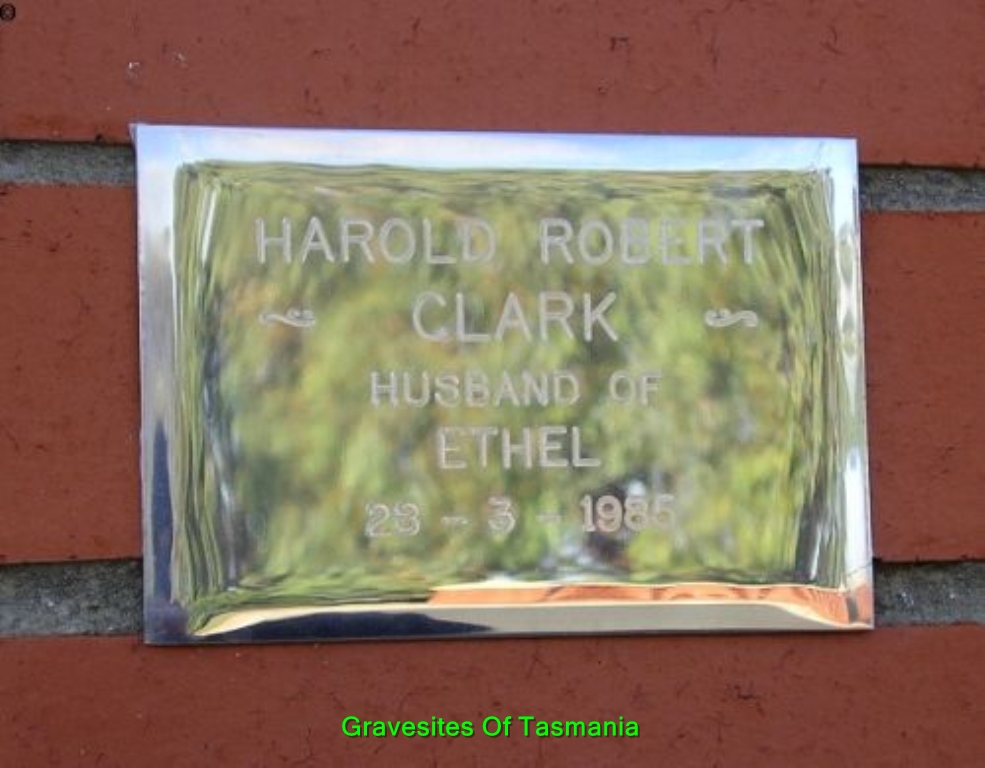 ©
HAROLD ROBERT
CLARK
HUSBAND OF
ETHEL
23 - 3 - 1985
Gravesites Of Tasmania